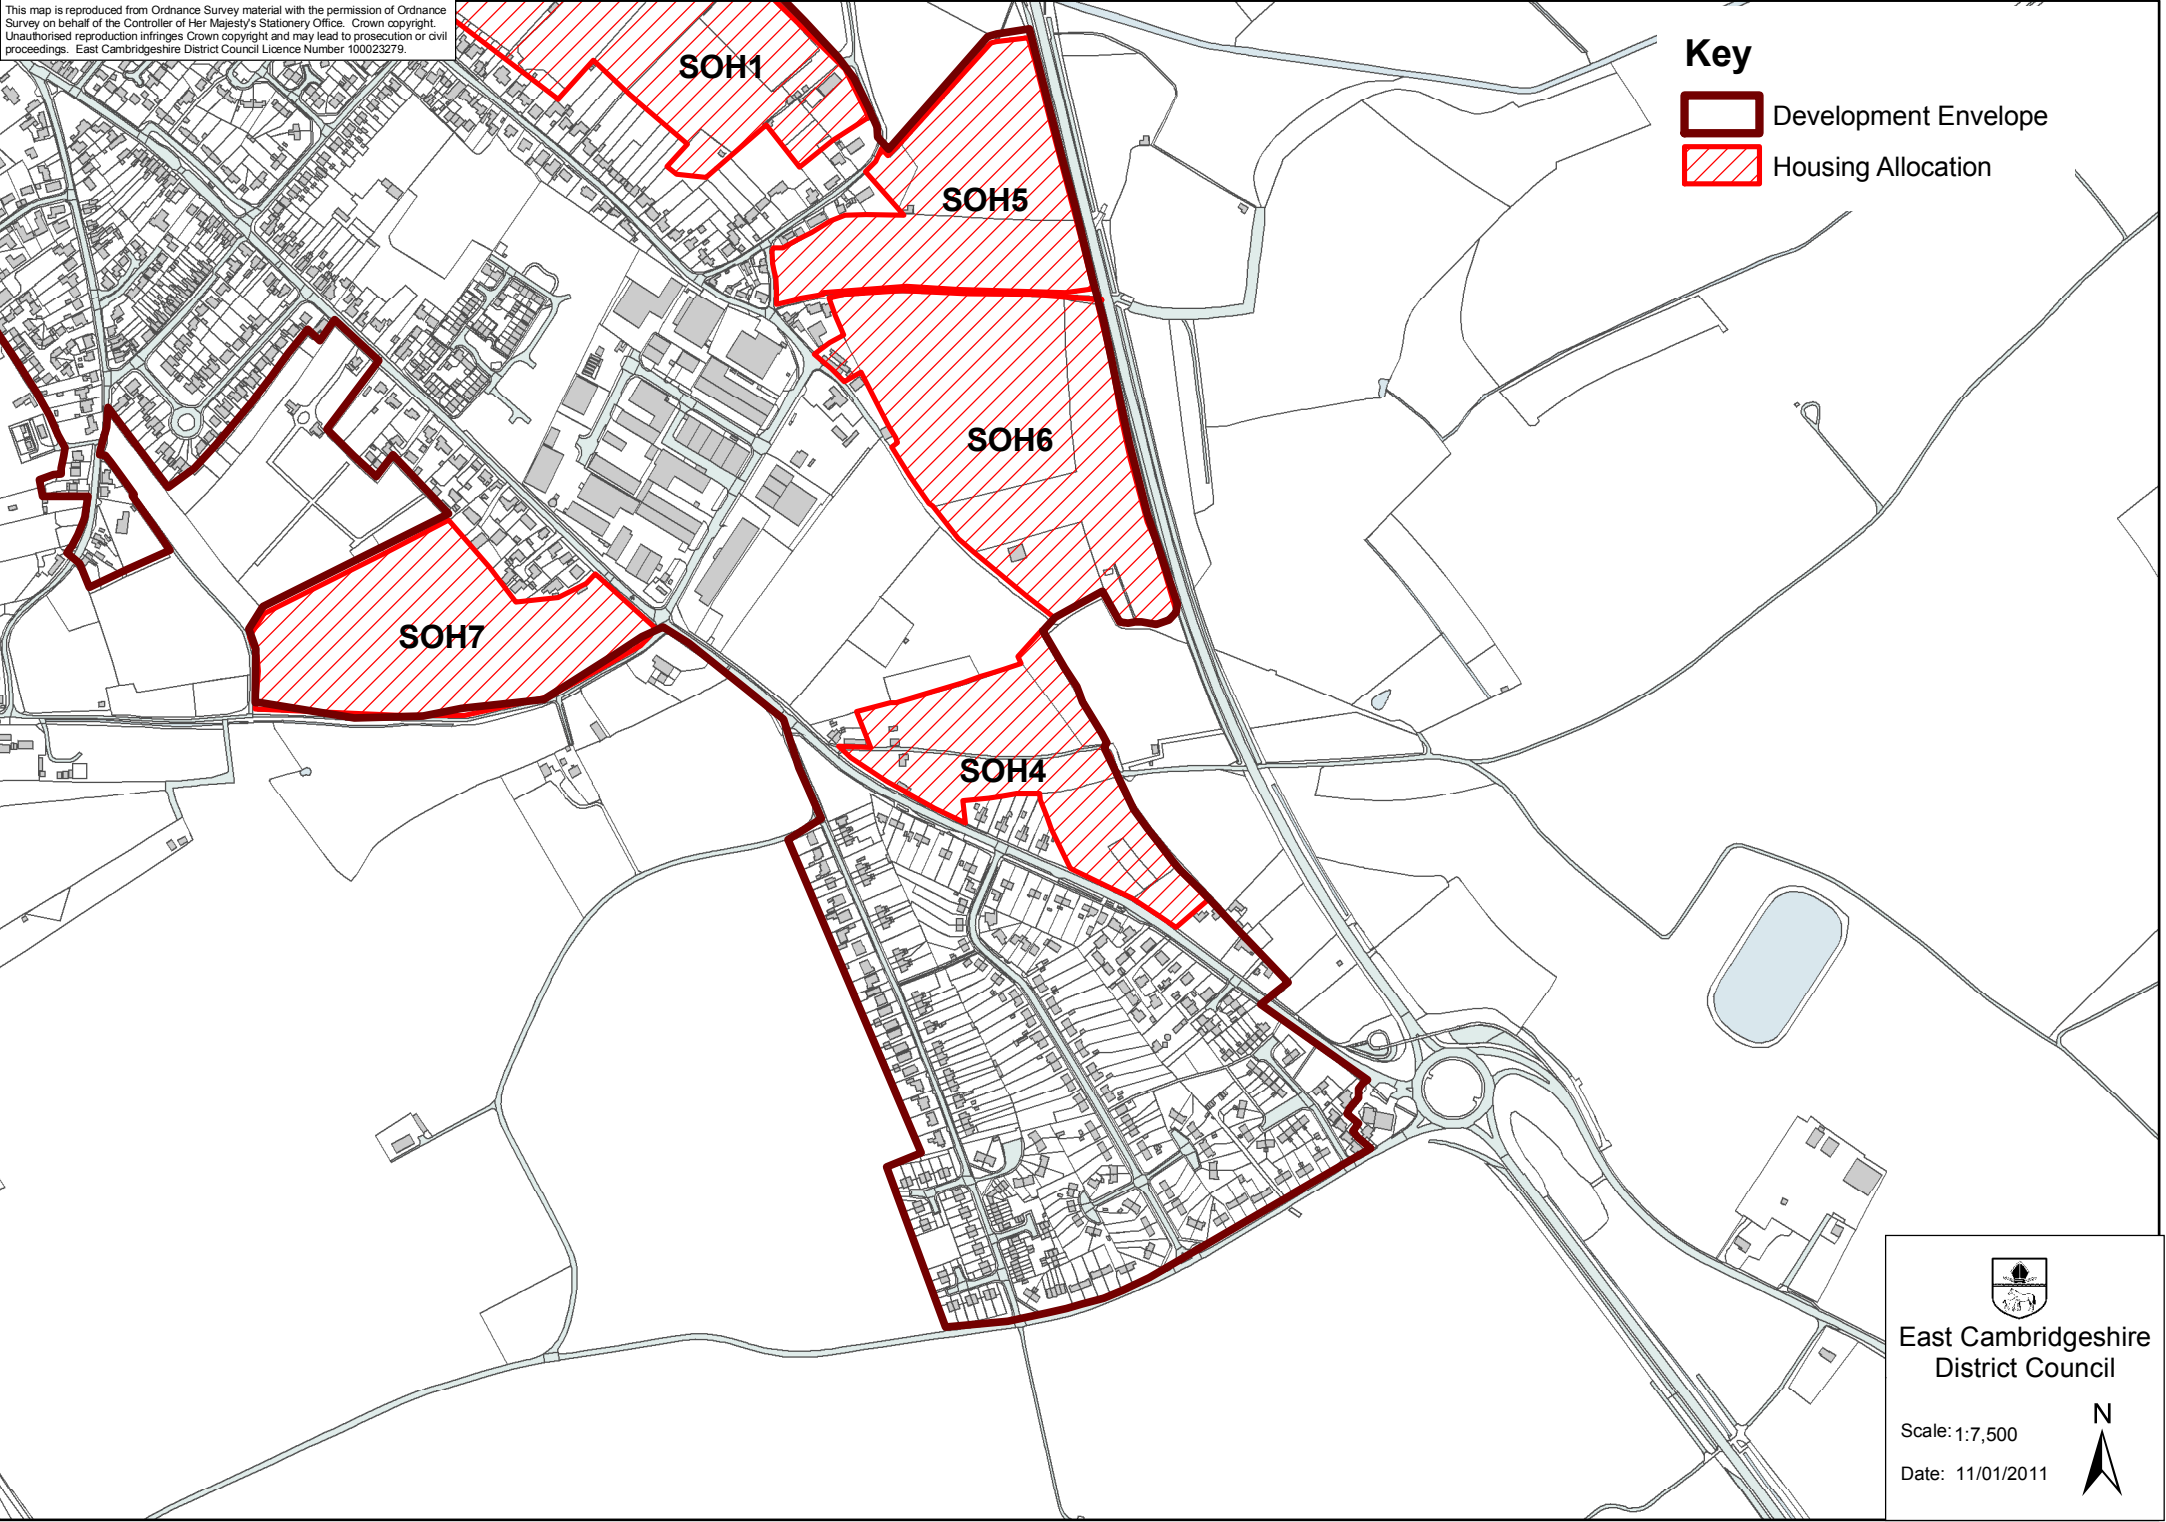 This map is reproduced from Ordnance Survey material with the permission of Ordnance
Survey on behalf of the Controller of Her Majesty's Stationery Office. Crown copyright.
Unauthorised reproduction infringes Crown copyright and may lead to prosecution or civil
proceedings. East Cambridgeshire District Council Licence Number 100023279.
Key
Development Envelope
Housing Allocation
SOH1
SOH5
SOH6
SOH7
SOH4
East Cambridgeshire
District Council
N
Scale: 1:7,500
Date: 11/01/2011